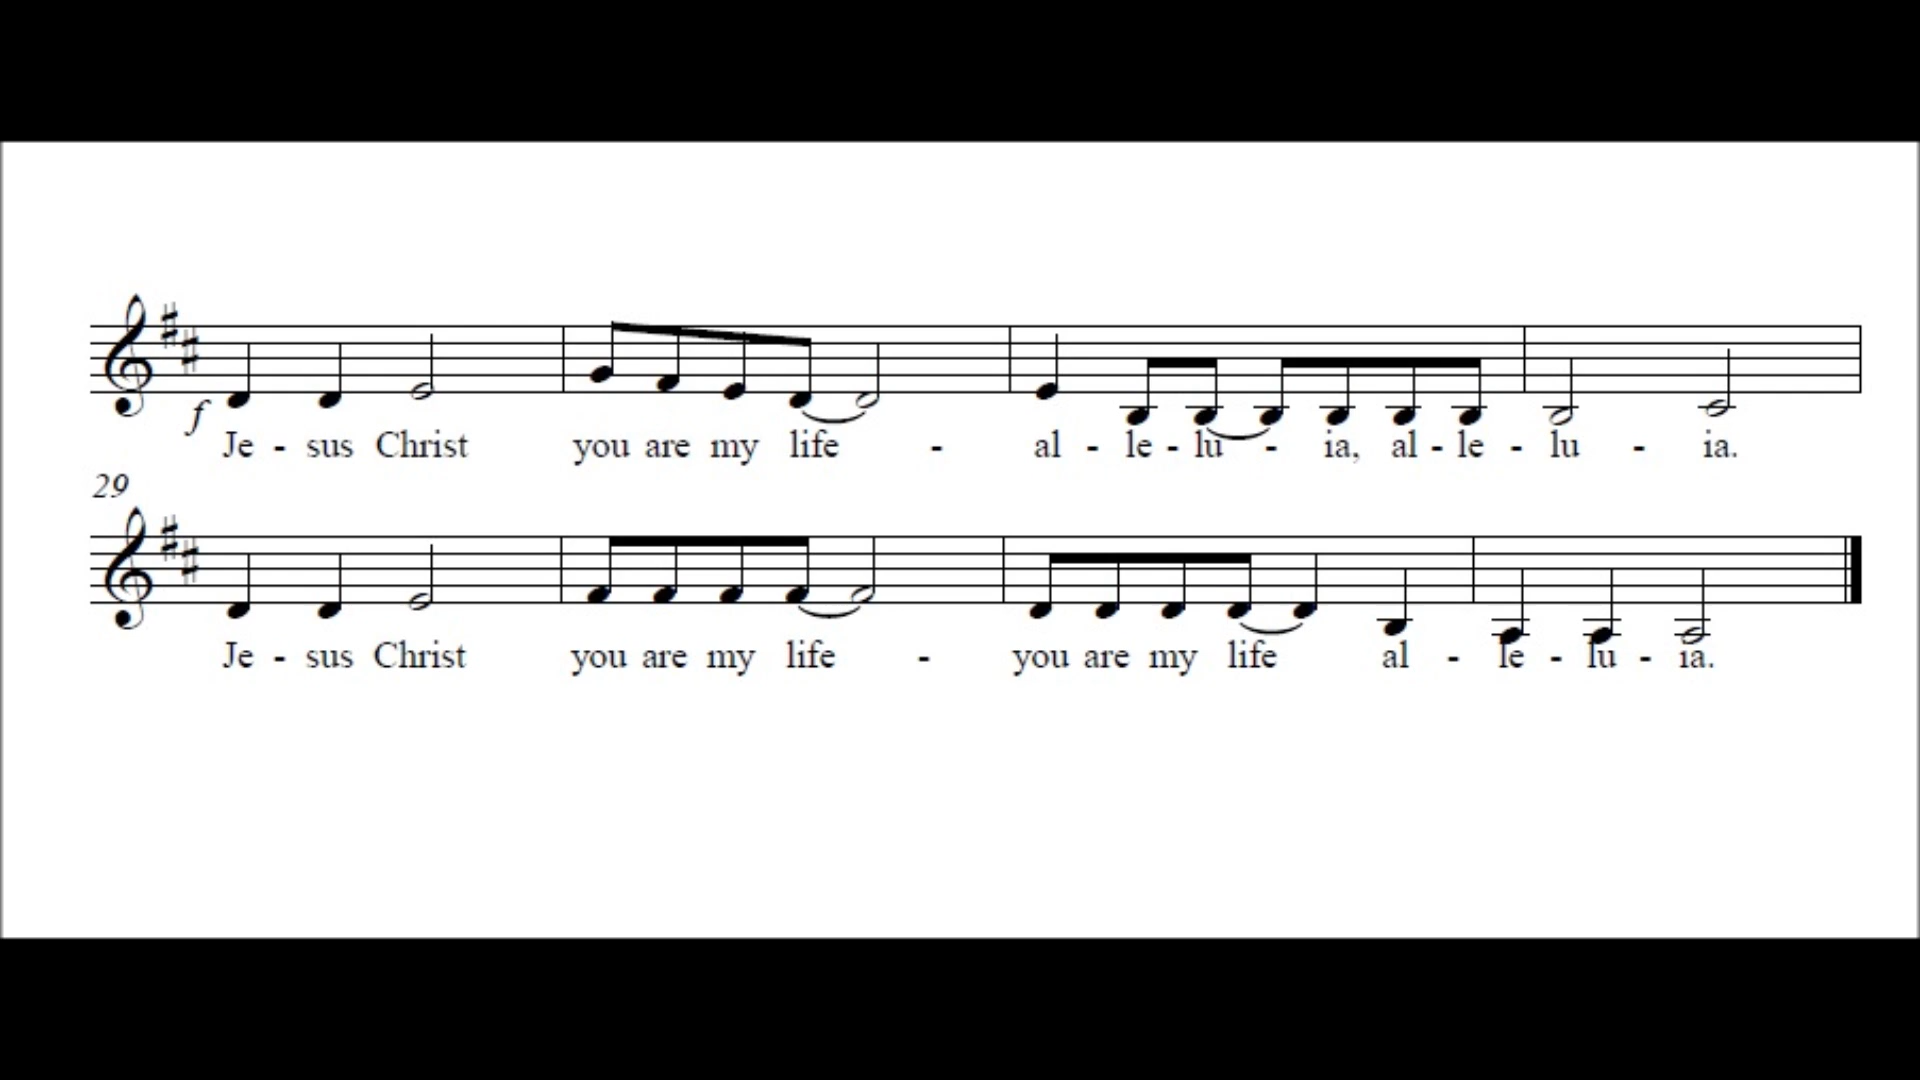 f
Je - sus Christ you are my life - al - le - lu - ia, al - le - lu - ia.
29
Je - sus Christ you are my life - you are my life al - le - lu - ia.